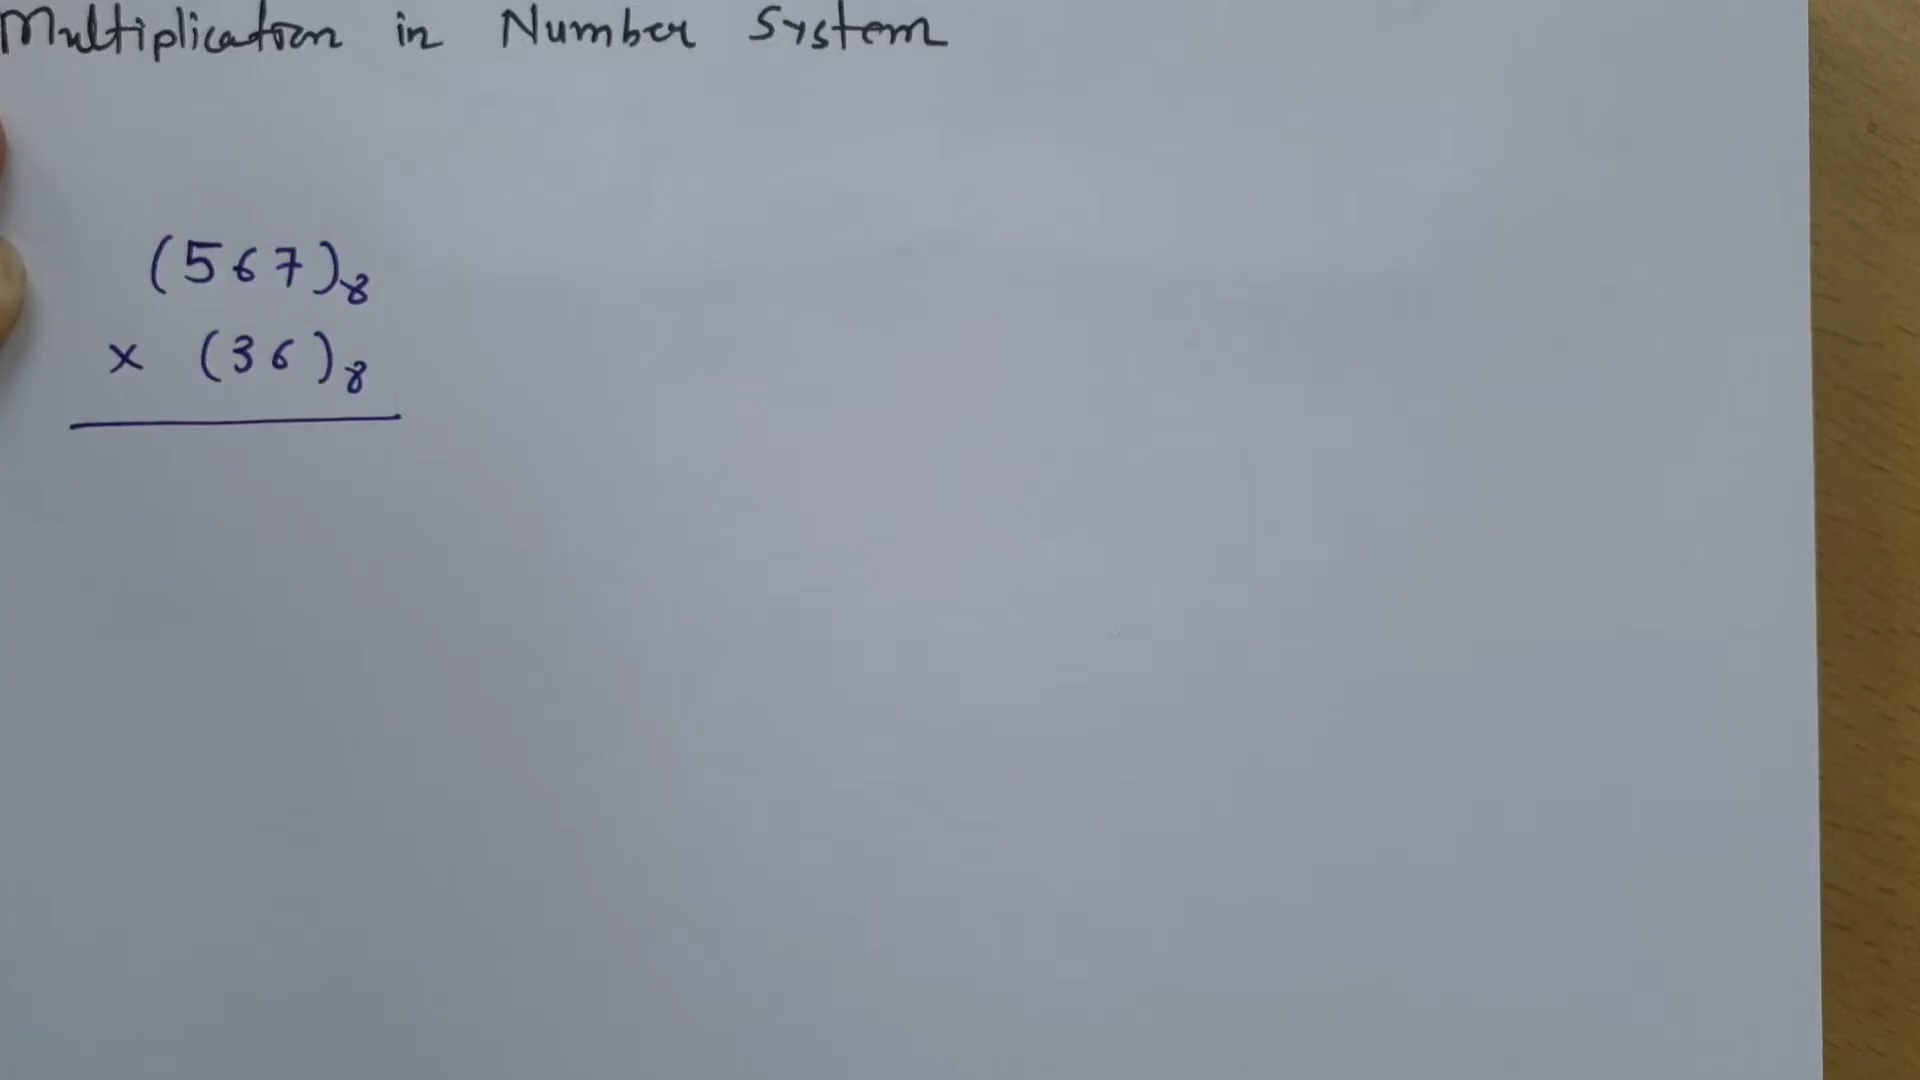 Multiplication in Number System
(567)₈
× (36)₈